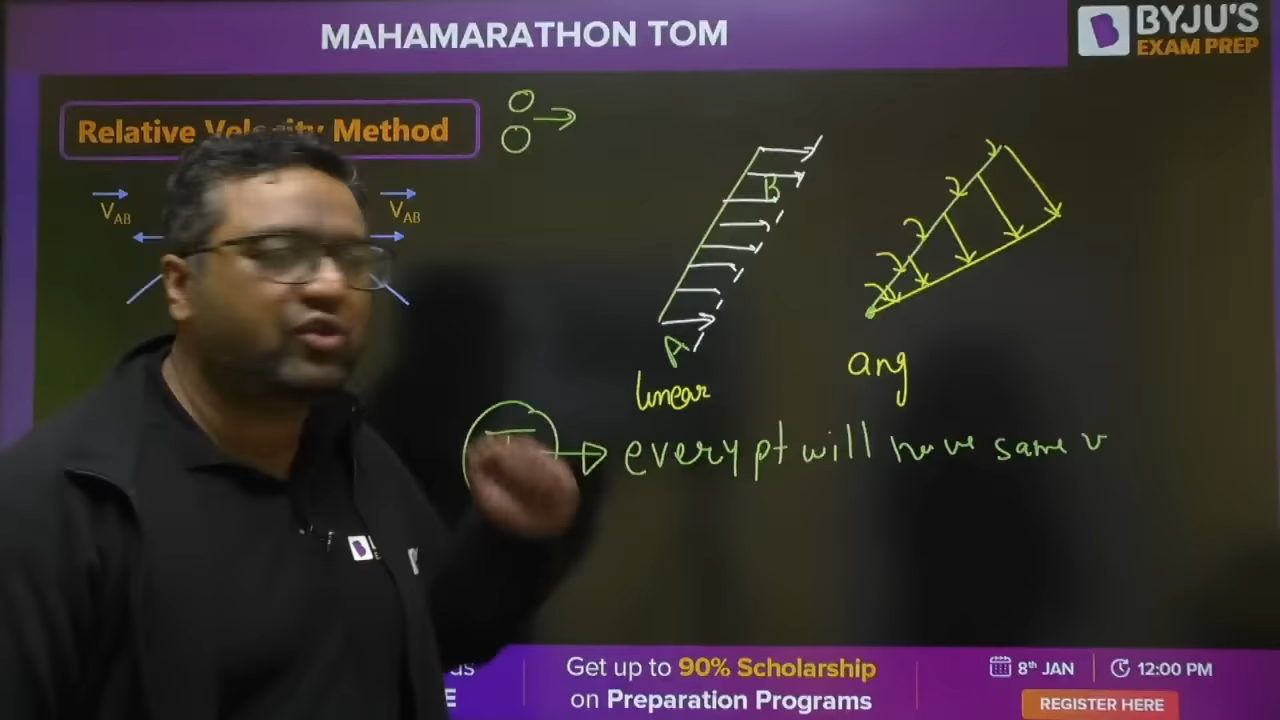 MAHAMARATHON TOM
BYJU'S
EXAM PREP
Relative Velocity Method
V_AB
V_AB
B
A
linear
ang
every pt will have same v
Get up to 90% Scholarship
on Preparation Programs
8th JAN
12:00 PM
REGISTER HERE